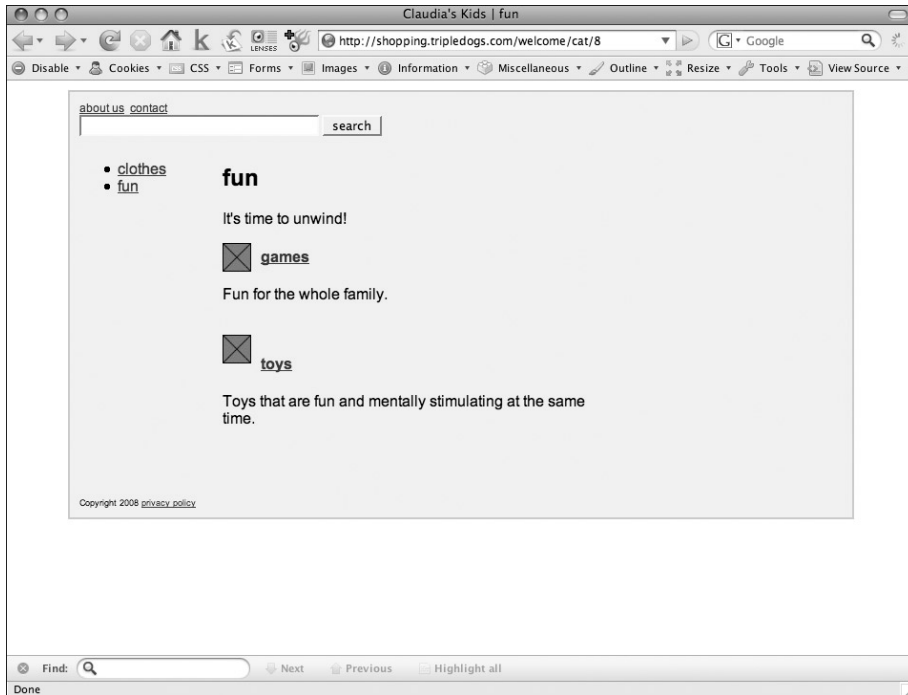 Claudia's Kids | fun
k LENSES http://shopping.tripledogs.com/welcome/cat/8 G Google
Disable Cookies CSS Forms Images Information Miscellaneous Outline Resize Tools View Source
about us contact
search
clothes
fun
fun
It's time to unwind!
games
Fun for the whole family.
toys
Toys that are fun and mentally stimulating at the same
time.
Copyright 2008 privacy policy
Find: Next Previous Highlight all
Done